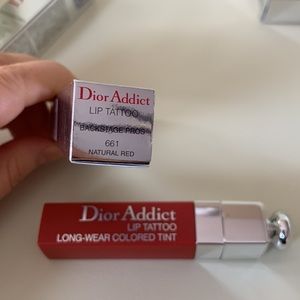 Dior Addict
LIP TATTOO
BACKSTAGE PROS
661
NATURAL RED
Dior Addict
LIP TATTOO
LONG-WEAR COLORED TINT